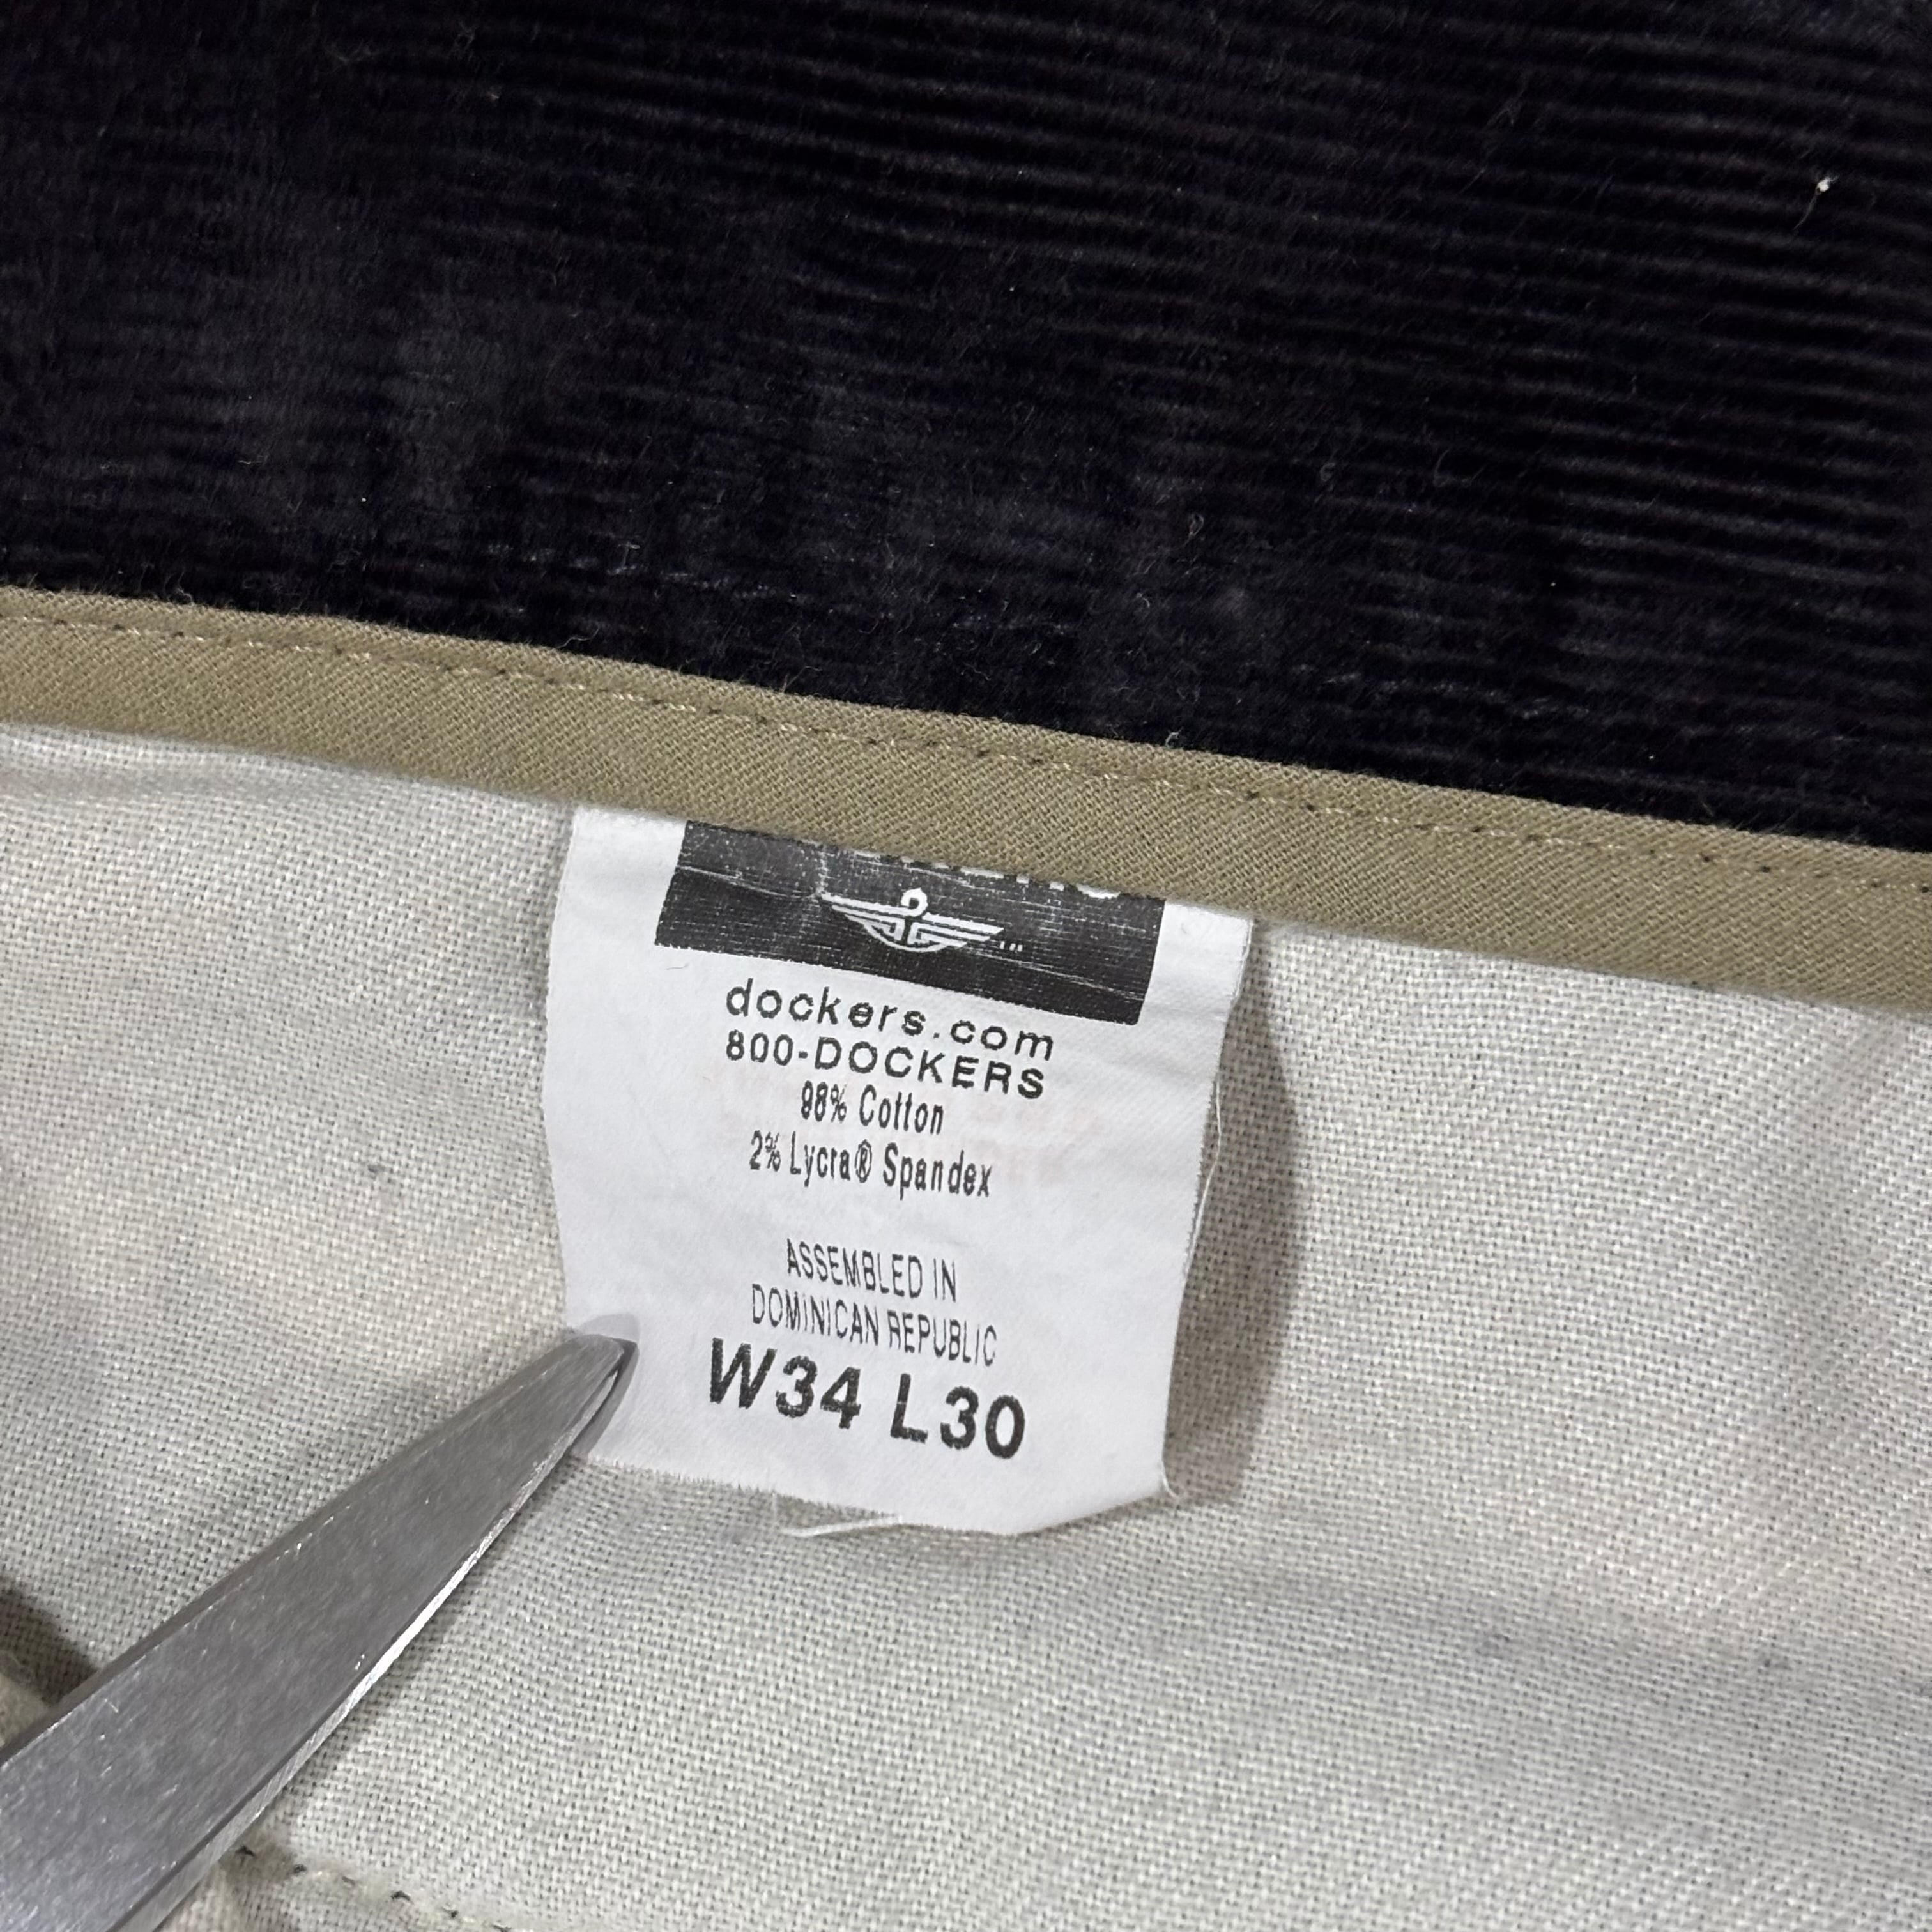 dockers.com
800-DOCKERS
98% Cotton
2% Lycra® Spandex
ASSEMBLED IN
DOMINICAN REPUBLIC
W34 L30